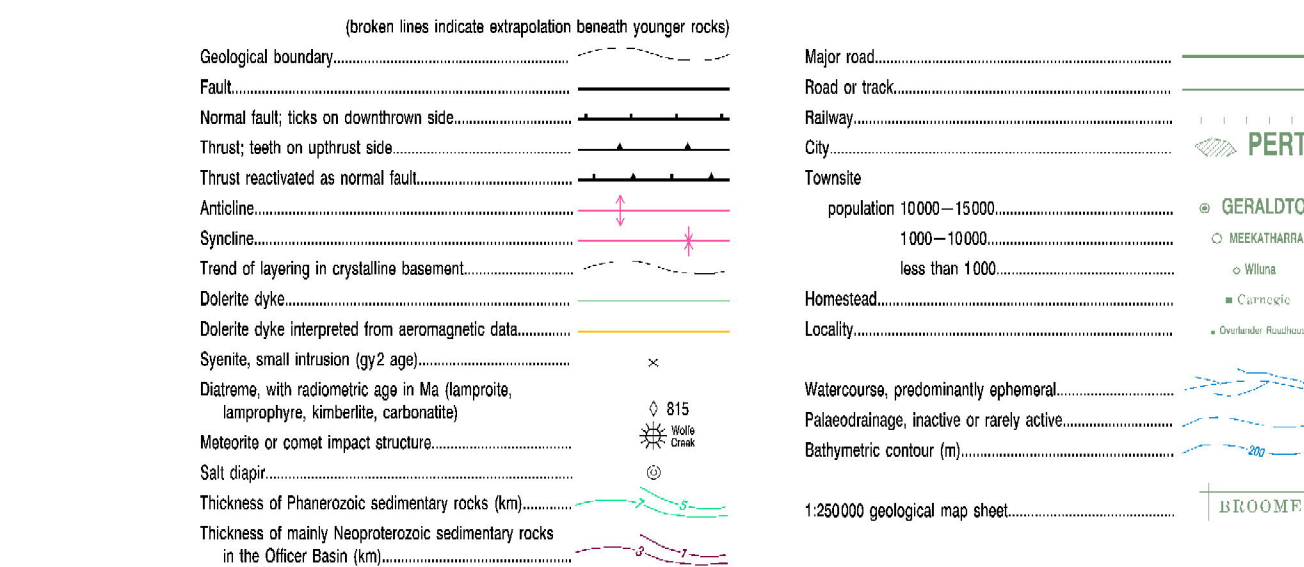 (broken lines indicate extrapolation beneath younger rocks)
Geological boundary
Fault
Normal fault; ticks on downthrown side
Thrust; teeth on upthrust side
Thrust reactivated as normal fault
Anticline
Syncline
Trend of layering in crystalline basement
Dolerite dyke
Dolerite dyke interpreted from aeromagnetic data
Syenite, small intrusion (gy2 age)
Diatreme, with radiometric age in Ma (lamproite,
lamprophyre, kimberlite, carbonatite) 815
Meteorite or comet impact structure Wolfe
Creek
Salt diapir
Thickness of Phanerozoic sedimentary rocks (km) 7 5
Thickness of mainly Neoproterozoic sedimentary rocks
in the Officer Basin (km) 3 1
Major road
Road or track
Railway
City PERT
Townsite
population 10000—15000 GERALDTO
1000—10000 MEEKATHARRA
less than 1000 Wiluna
Homestead Carnegie
Locality Overlander Roadhous
Watercourse, predominantly ephemeral
Palaeodrainage, inactive or rarely active
Bathymetric contour (m) 200
1:250000 geological map sheet BROOME